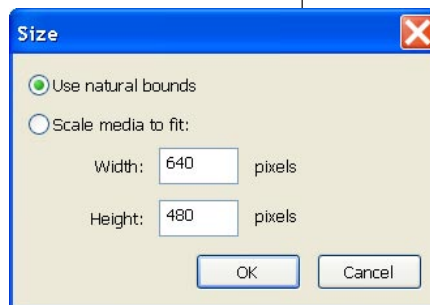 Size
Use natural bounds
Scale media to fit:
Width: 640 pixels
Height: 480 pixels
OK Cancel